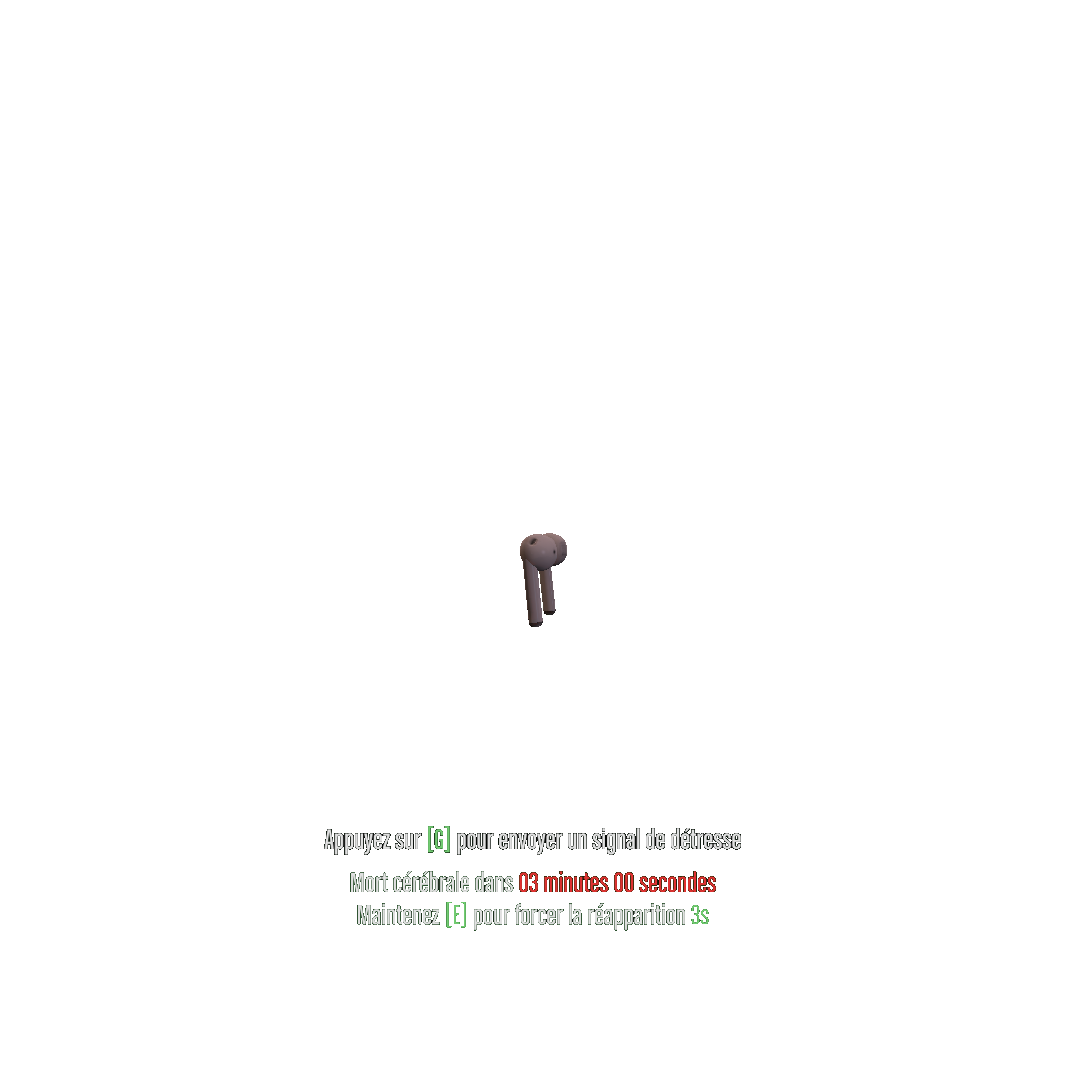 Appuyez sur [G] pour envoyer un signal de détresse
Mort cérébrale dans 03 minutes 00 secondes
Maintenez [E] pour forcer la réapparition 3s